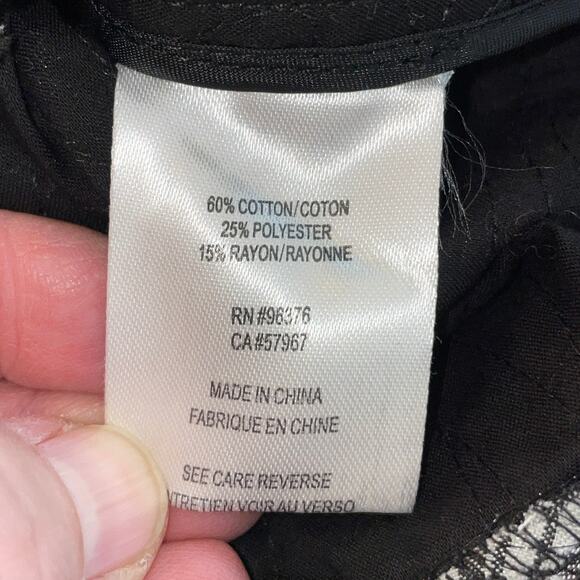 60% COTTON/COTON
25% POLYESTER
15% RAYON/RAYONNE
RN#96376
CA#57967
MADE IN CHINA
FABRIQUE EN CHINE
SEE CARE REVERSE
NTRETIEN VOIR AU VERSO